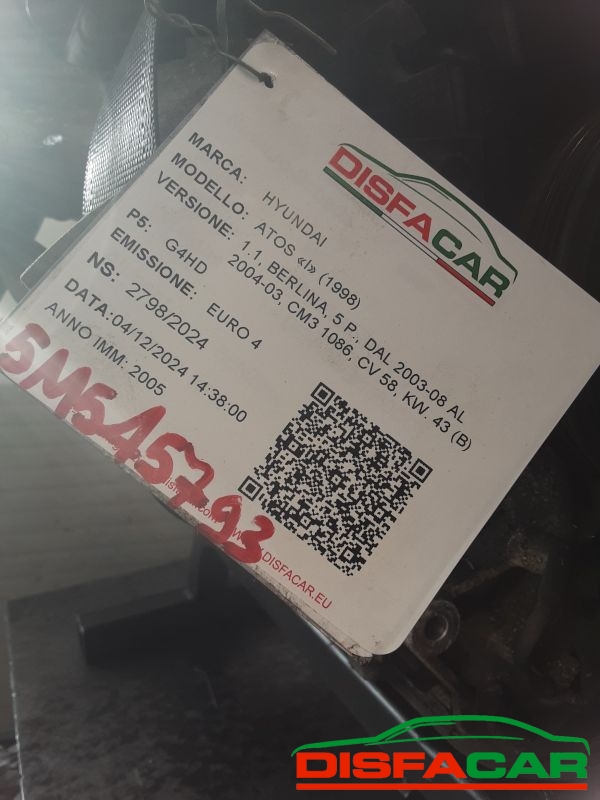 DISFACAR
MARCA: HYUNDAI
MODELLO: ATOS «I» (1998)
VERSIONE: 1.1, BERLINA, 5 P., DAL 2003-08 AL
2004-03, CM3 1086, CV 58, KW. 43 (B)
P5: G4HD
EMISSIONE: EURO 4
NS: 2798/2024
DATA: 04/12/2024 14:38:00
ANNO IMM: 2005
5M545793
DISFACAR.EU
DISFACAR